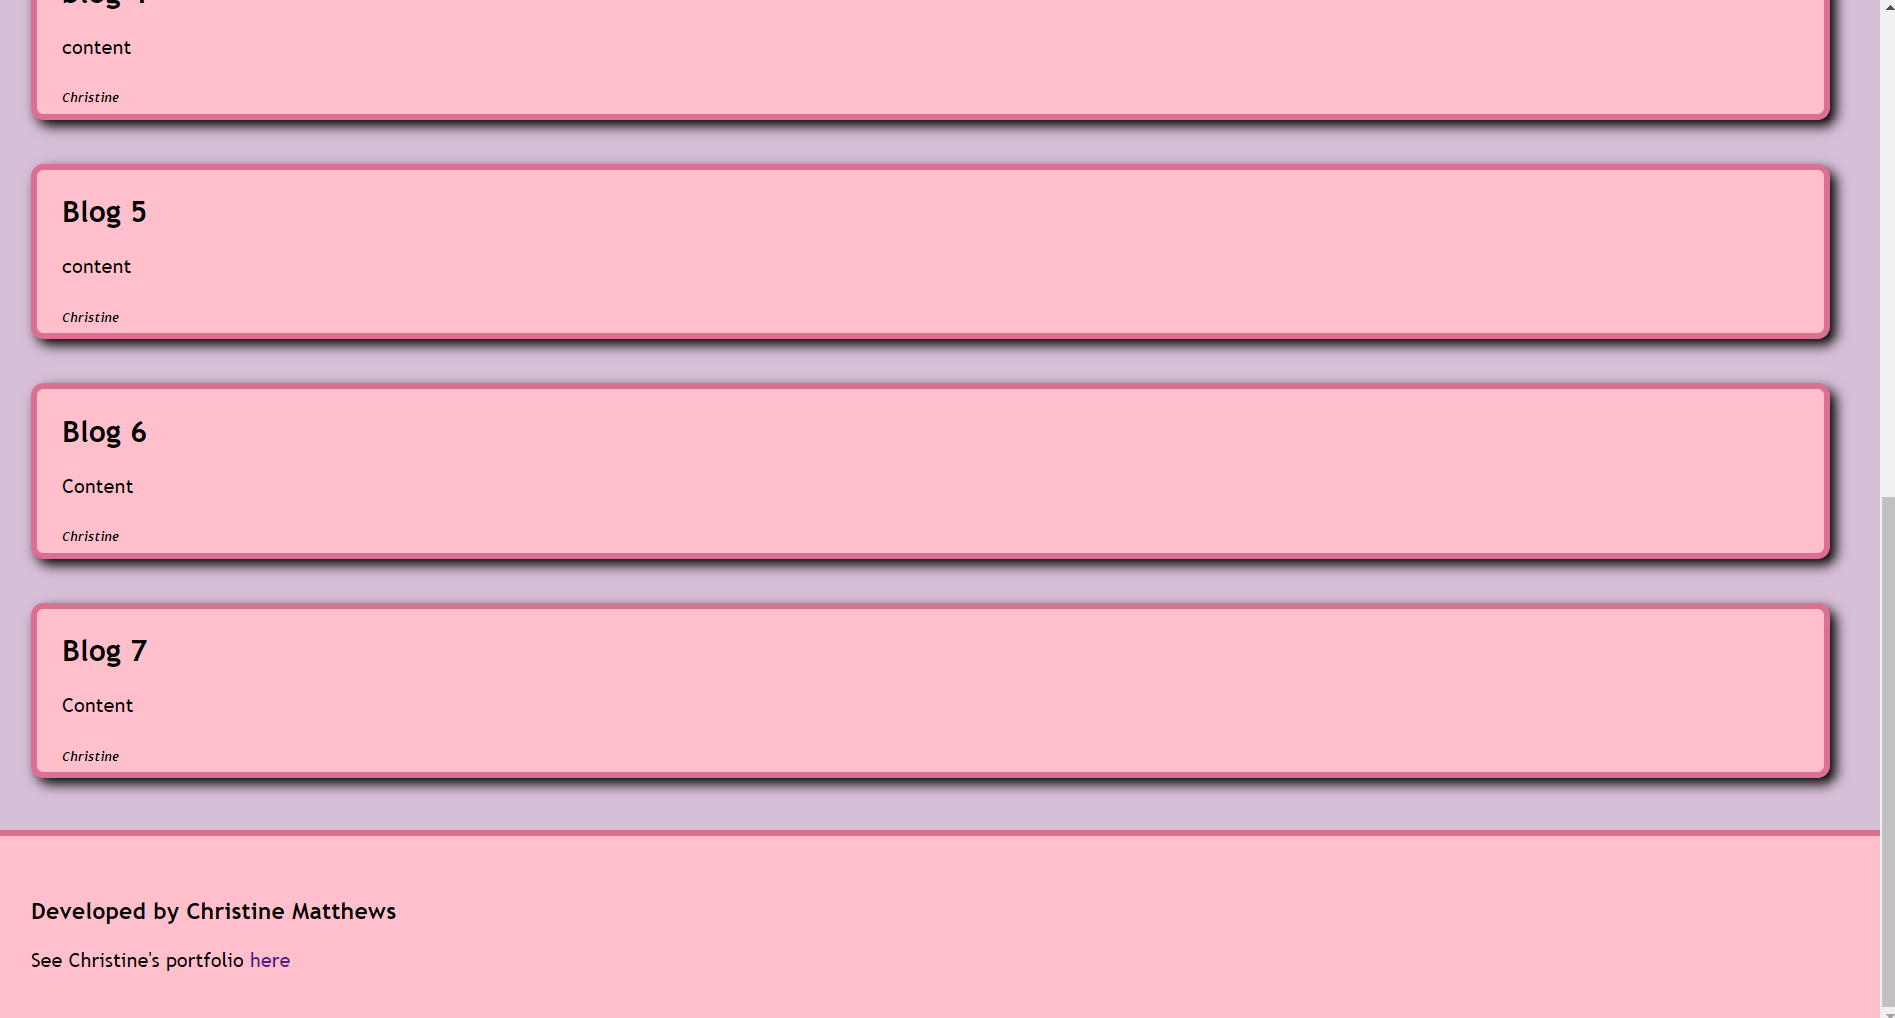 content
Christine
Blog 5
content
Christine
Blog 6
Content
Christine
Blog 7
Content
Christine
Developed by Christine Matthews
See Christine's portfolio here